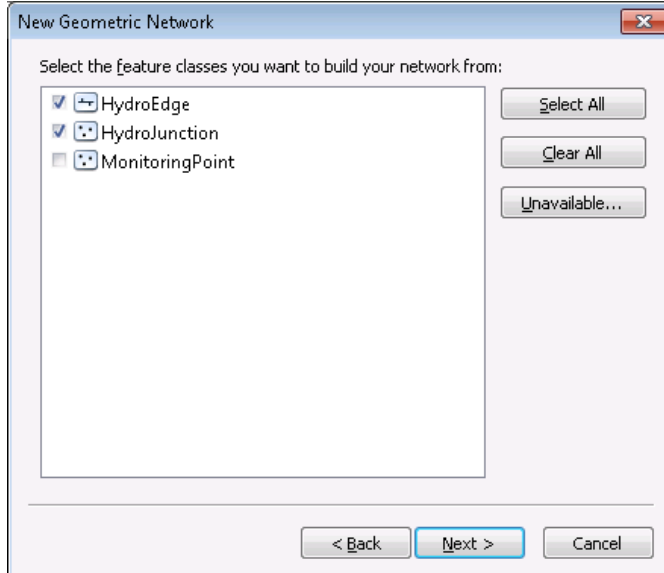 New Geometric Network
Select the feature classes you want to build your network from:
HydroEdge
HydroJunction
MonitoringPoint
Select All
Clear All
Unavailable...
< Back
Next >
Cancel